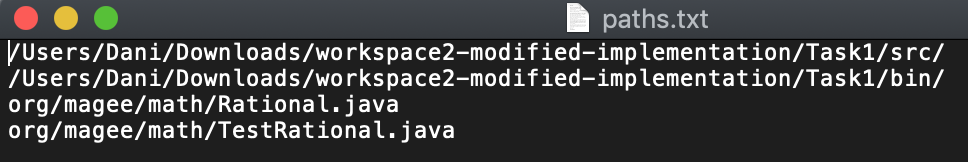 paths.txt
/Users/Dani/Downloads/workspace2-modified-implementation/Task1/src/
/Users/Dani/Downloads/workspace2-modified-implementation/Task1/bin/
org/magee/math/Rational.java
org/magee/math/TestRational.java